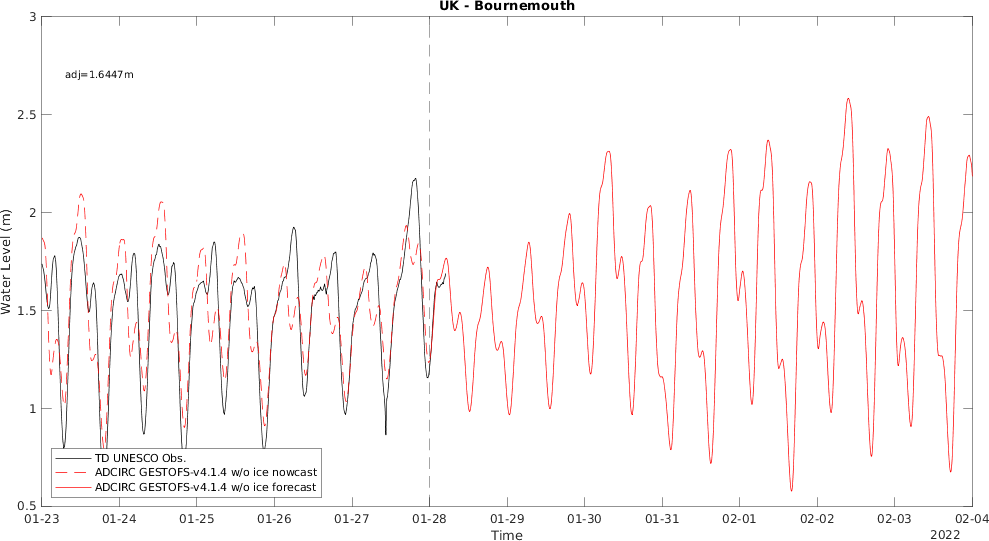 UK - Bournemouth
adj=1.6447m
Water Level (m)
3
2.5
2
1.5
1
0.5
TD UNESCO Obs.
ADCIRC GESTOFS-v4.1.4 w/o ice nowcast
ADCIRC GESTOFS-v4.1.4 w/o ice forecast
01-23 01-24 01-25 01-26 01-27 01-28 01-29 01-30 01-31 02-01 02-02 02-03 02-04
Time
2022